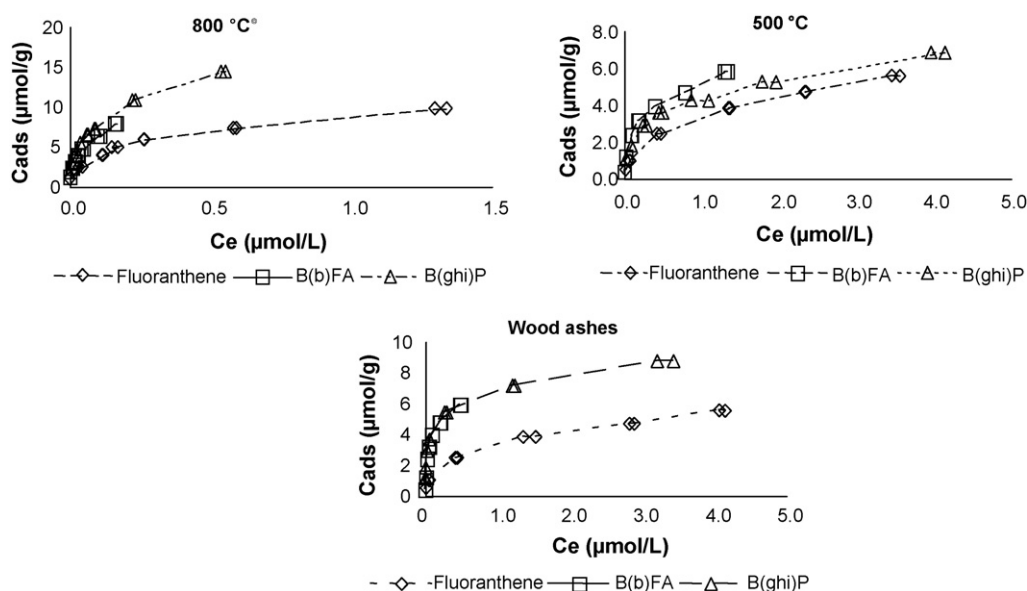 800 °C°
Cads (µmol/g)
20
15
10
5
0
0.0 0.5 1.0 1.5
Ce (µmol/L)
Fluoranthene B(b)FA B(ghi)P
500 °C
Cads (µmol/g)
8.0
6.0
4.0
2.0
0.0
0.0 1.0 2.0 3.0 4.0 5.0
Ce (µmol/L)
Fluoranthene B(b)FA B(ghi)P
Wood ashes
Cads (µmol/g)
10
8
6
4
2
0
0 1.0 2.0 3.0 4.0 5.0
Ce (µmol/L)
Fluoranthene B(b)FA B(ghi)P